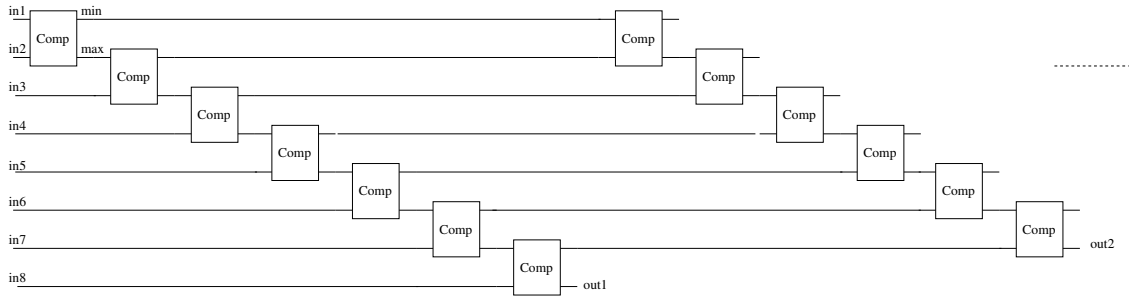 in1 min
Comp Comp
in2 max
Comp Comp
in3
Comp Comp
in4
Comp Comp
in5
Comp Comp
in6
Comp Comp
in7 out2
Comp
in8 out1